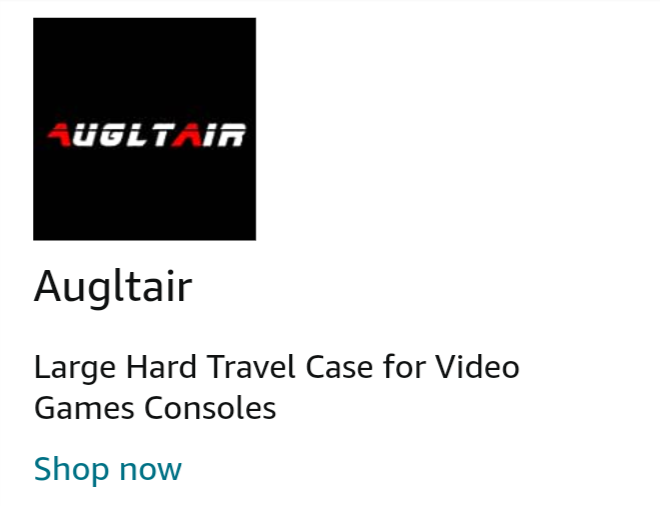 AUGLTAIR
Augltair
Large Hard Travel Case for Video
Games Consoles
Shop now